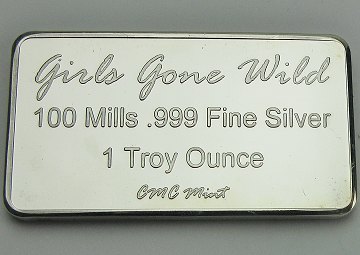 Girls Gone Wild
100 Mills .999 Fine Silver
1 Troy Ounce
CMC Mint